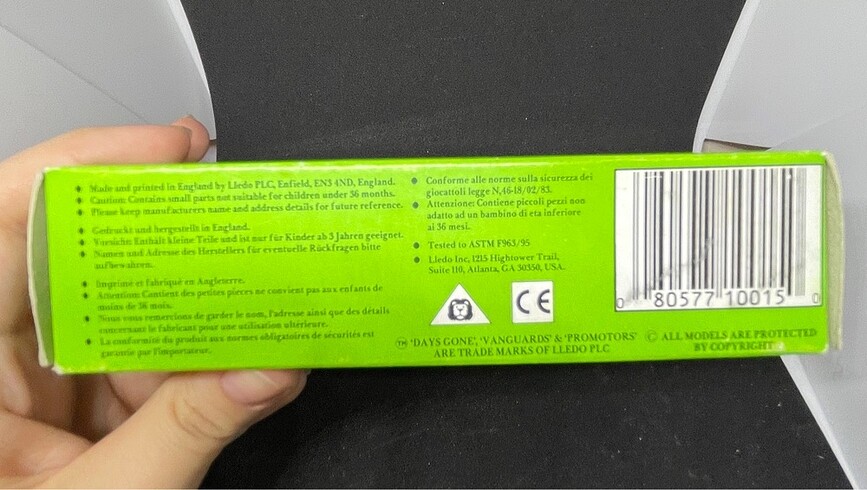 Made and printed in England by Lledo PLC, Enfield, EN3 4ND, England.
Caution: Contains small parts not suitable for children under 36 months.
Please keep manufacturers name and address details for future reference.
Gedruckt und hergestellt in England.
Vorsicht: Enthält kleine Teile und ist nur für Kinder ab 3 Jahren geeignet.
Namen und Adresse des Herstellers für eventuelle Rückfragen bitte
aufbewahren.
Imprimé et fabriqué en Angleterre.
Attention: Contient des petites pièces ne convient pas aux enfants de
moins de 36 mois.
Nous vous remercions de garder le nom, l'adresse ainsi que des détails
concernant le fabricant pour une utilisation ultérieure.
La conformité du produit aux normes obligatoires de sécurités est
garantie par l'importateur.
Conforme alle norme sulla sicurezza dei
giocattoli legge N,46-18/02/83.
Attenzione: Contiene piccoli pezzi non
adatto ad un bambino di eta inferiore
ai 36 mesi.
Tested to ASTM F963/95
Lledo Inc, 1215 Hightower Trail,
Suite 110, Atlanta, GA 30350, USA.
CE
0 80577 10015 0
™ 'DAYS GONE', 'VANGUARDS' & 'PROMOTORS'
ARE TRADE MARKS OF LLEDO PLC
© ALL MODELS ARE PROTECTED
BY COPYRIGHT